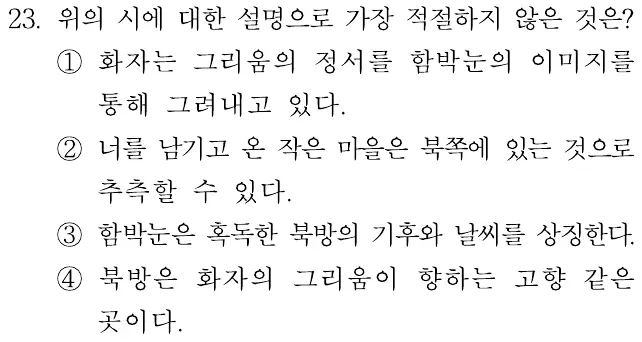 23. 위의 시에 대한 설명으로 가장 적절하지 않은 것은?
① 화자는 그리움의 정서를 함박눈의 이미지를
통해 그려내고 있다.
② 너를 남기고 온 작은 마을은 북쪽에 있는 것으로
추측할 수 있다.
③ 함박눈은 혹독한 북방의 기후와 날씨를 상징한다.
④ 북방은 화자의 그리움이 향하는 고향 같은
곳이다.